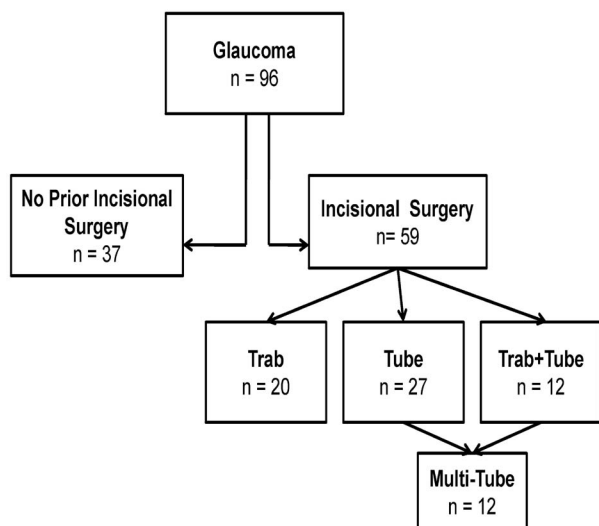 Glaucoma
n = 96
No Prior Incisional
Surgery
n = 37
Incisional Surgery
n= 59
Trab
n = 20
Tube
n = 27
Trab+Tube
n = 12
Multi-Tube
n = 12